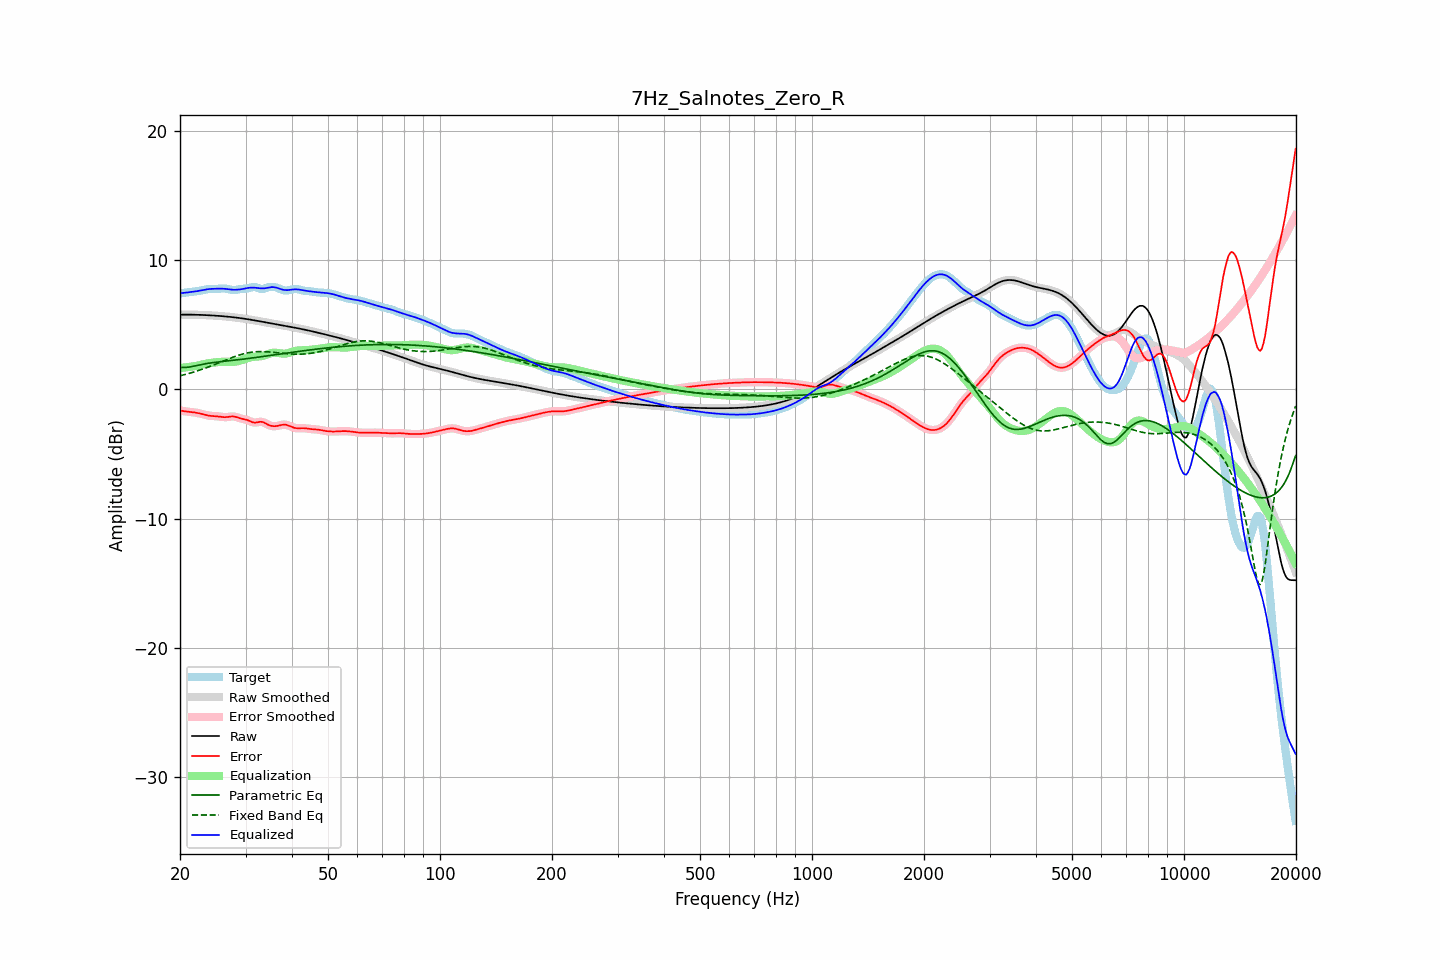 7Hz_Salnotes_Zero_R
20
10
0
−10
−20
−30
Amplitude (dBr)
Target
Raw Smoothed
Error Smoothed
Raw
Error
Equalization
Parametric Eq
Fixed Band Eq
Equalized
20 50 100 200 500 1000 2000 5000 10000 20000
Frequency (Hz)